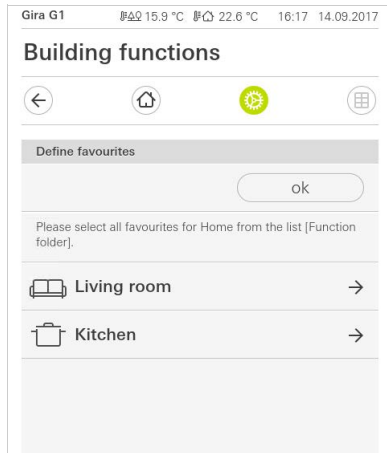 Gira G1 15.9 °C 22.6 °C 16:17 14.09.2017
Building functions
Define favourites
ok
Please select all favourites for Home from the list [Function
folder].
Living room
Kitchen